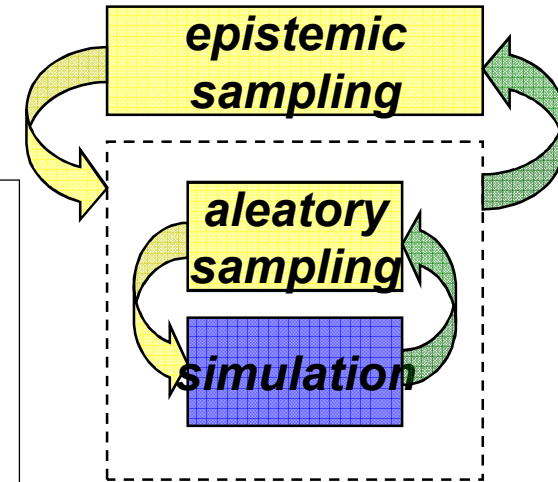 epistemic
sampling
aleatory
sampling
simulation